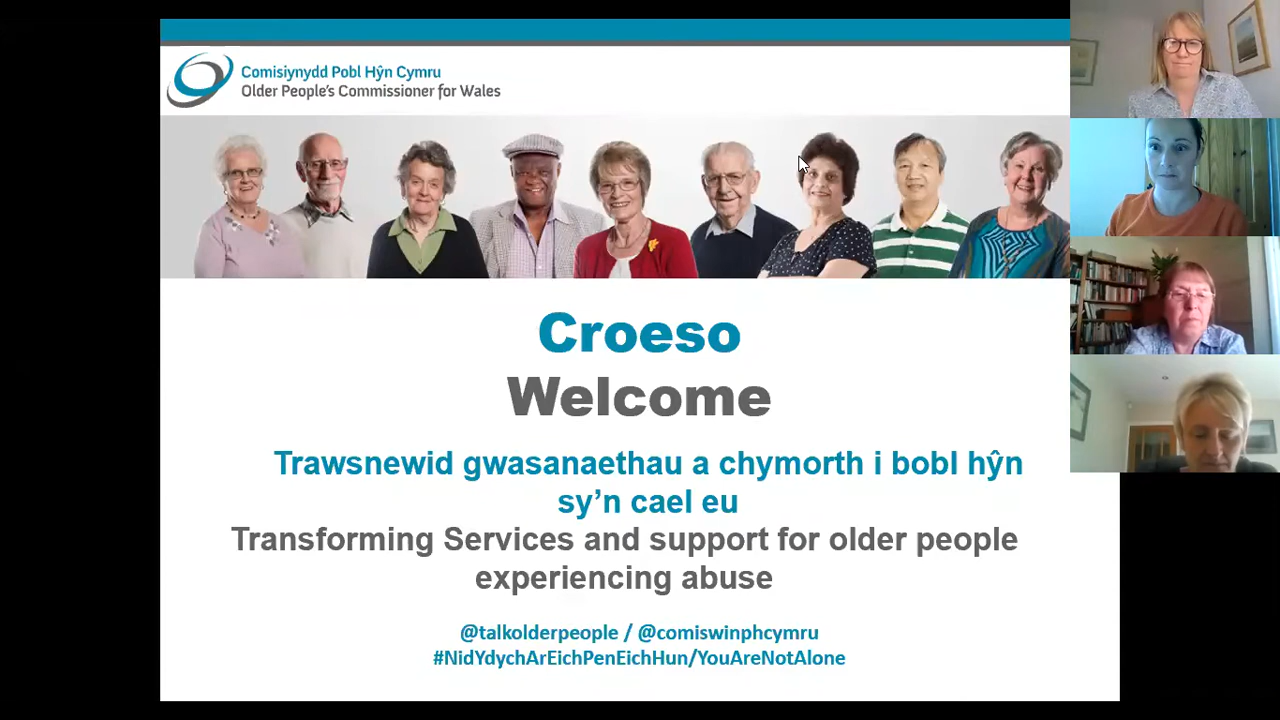 Comisiynydd Pobl Hŷn Cymru
Older People's Commissioner for Wales
Croeso
Welcome
Trawsnewid gwasanaethau a chymorth i bobl hŷn
sy'n cael eu
Transforming Services and support for older people
experiencing abuse
@talkolderpeople / @comiswinphcymru
#NidYdychArEichPenEichHun/YouAreNotAlone